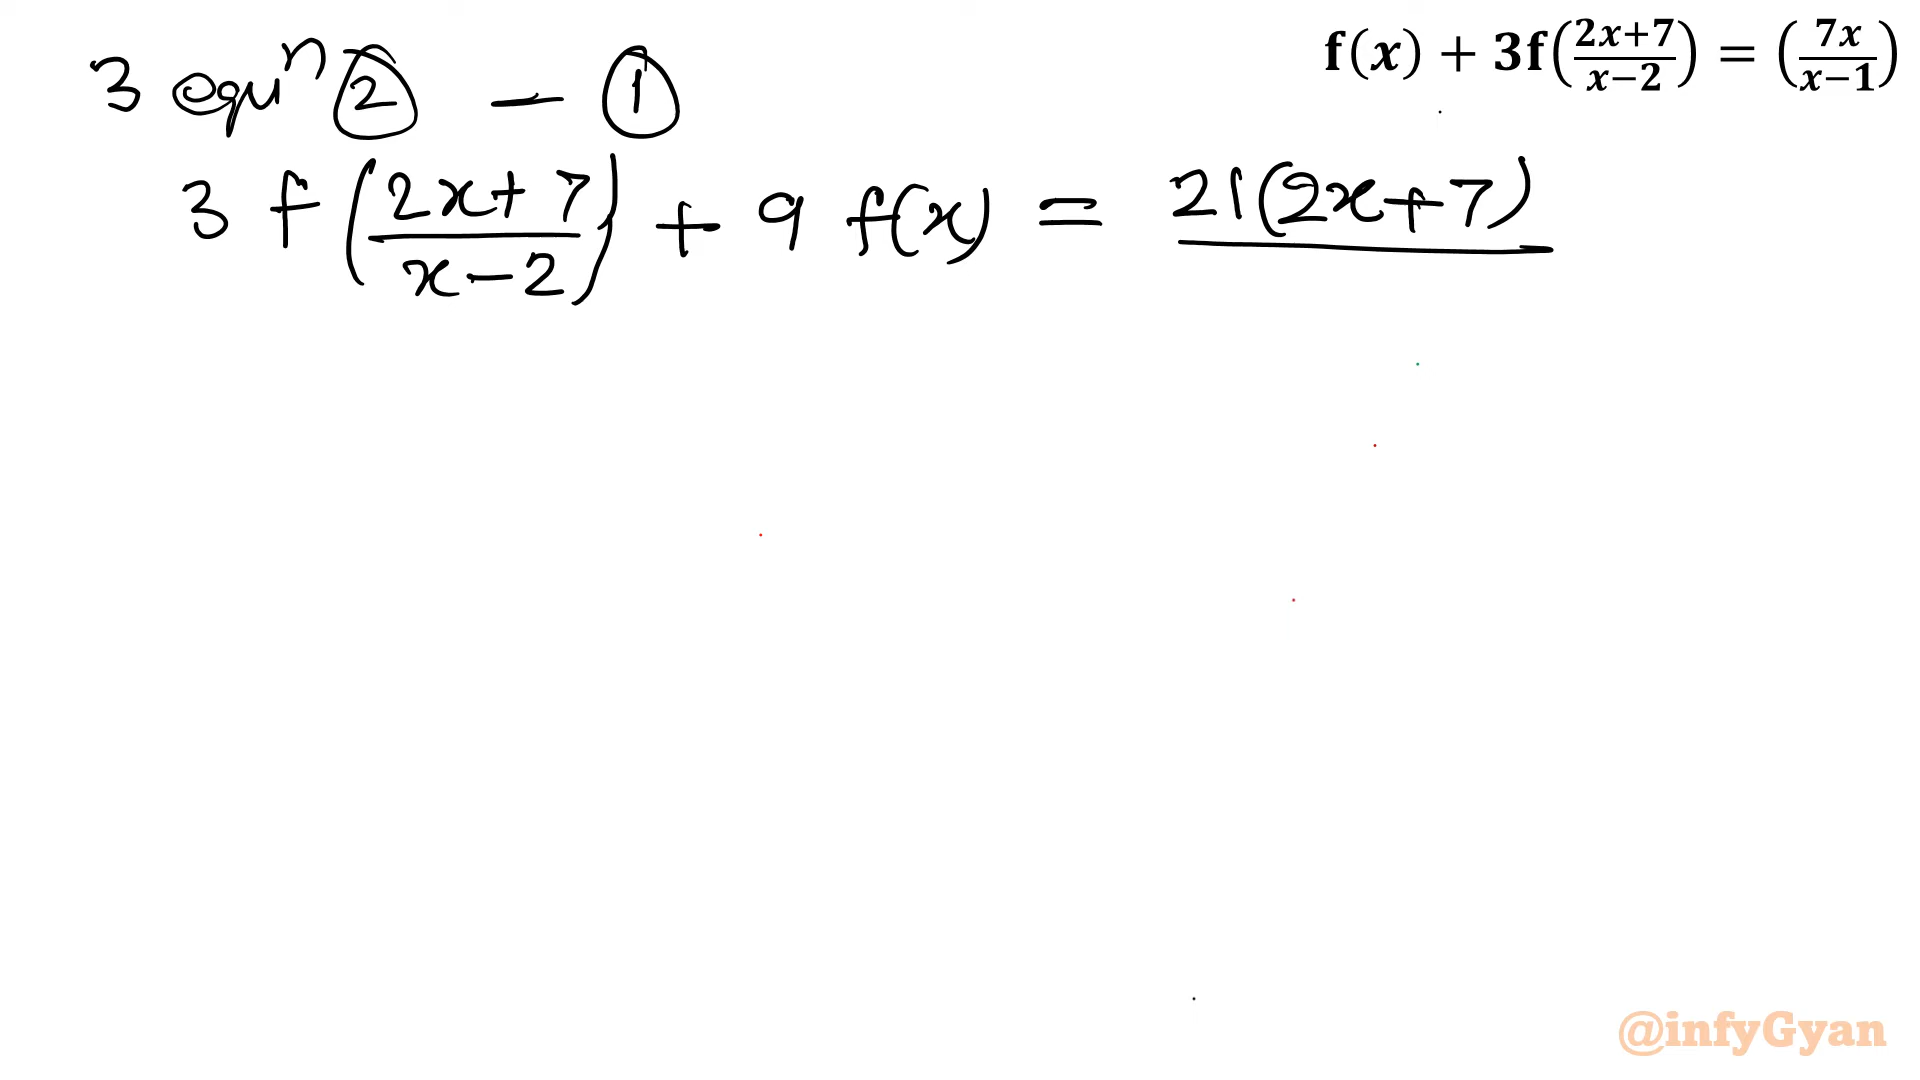 f(x) + 3f((2x+7)/(x−2)) = (7x/(x−1))
3 equⁿ ② − ①
3 f((2x+7)/(x−2)) + 9 f(x) = 21(2x+7)
@infyGyan